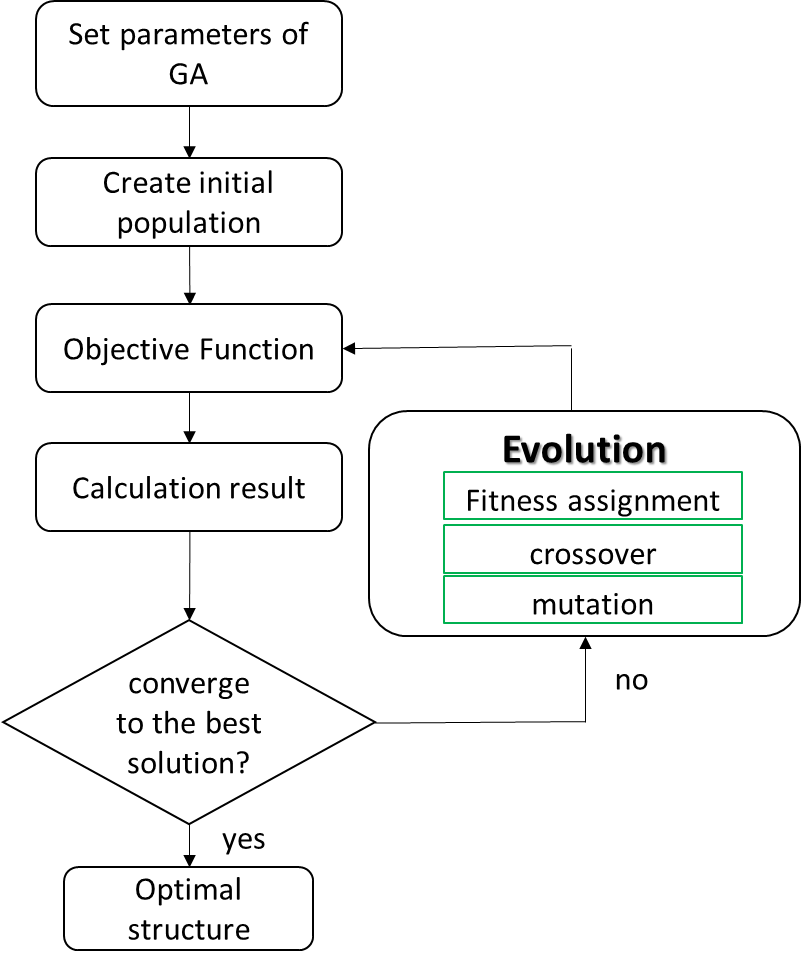 Set parameters of
GA
Create initial
population
Objective Function
Calculation result
converge
to the best
solution?
yes
Optimal
structure
no
Evolution
Fitness assignment
crossover
mutation